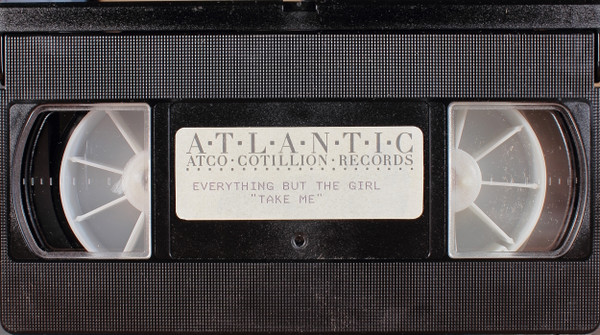 A·T·L·A·N·T·I·C
ATCO·COTILLION·RECORDS
EVERYTHING BUT THE GIRL
"TAKE ME"